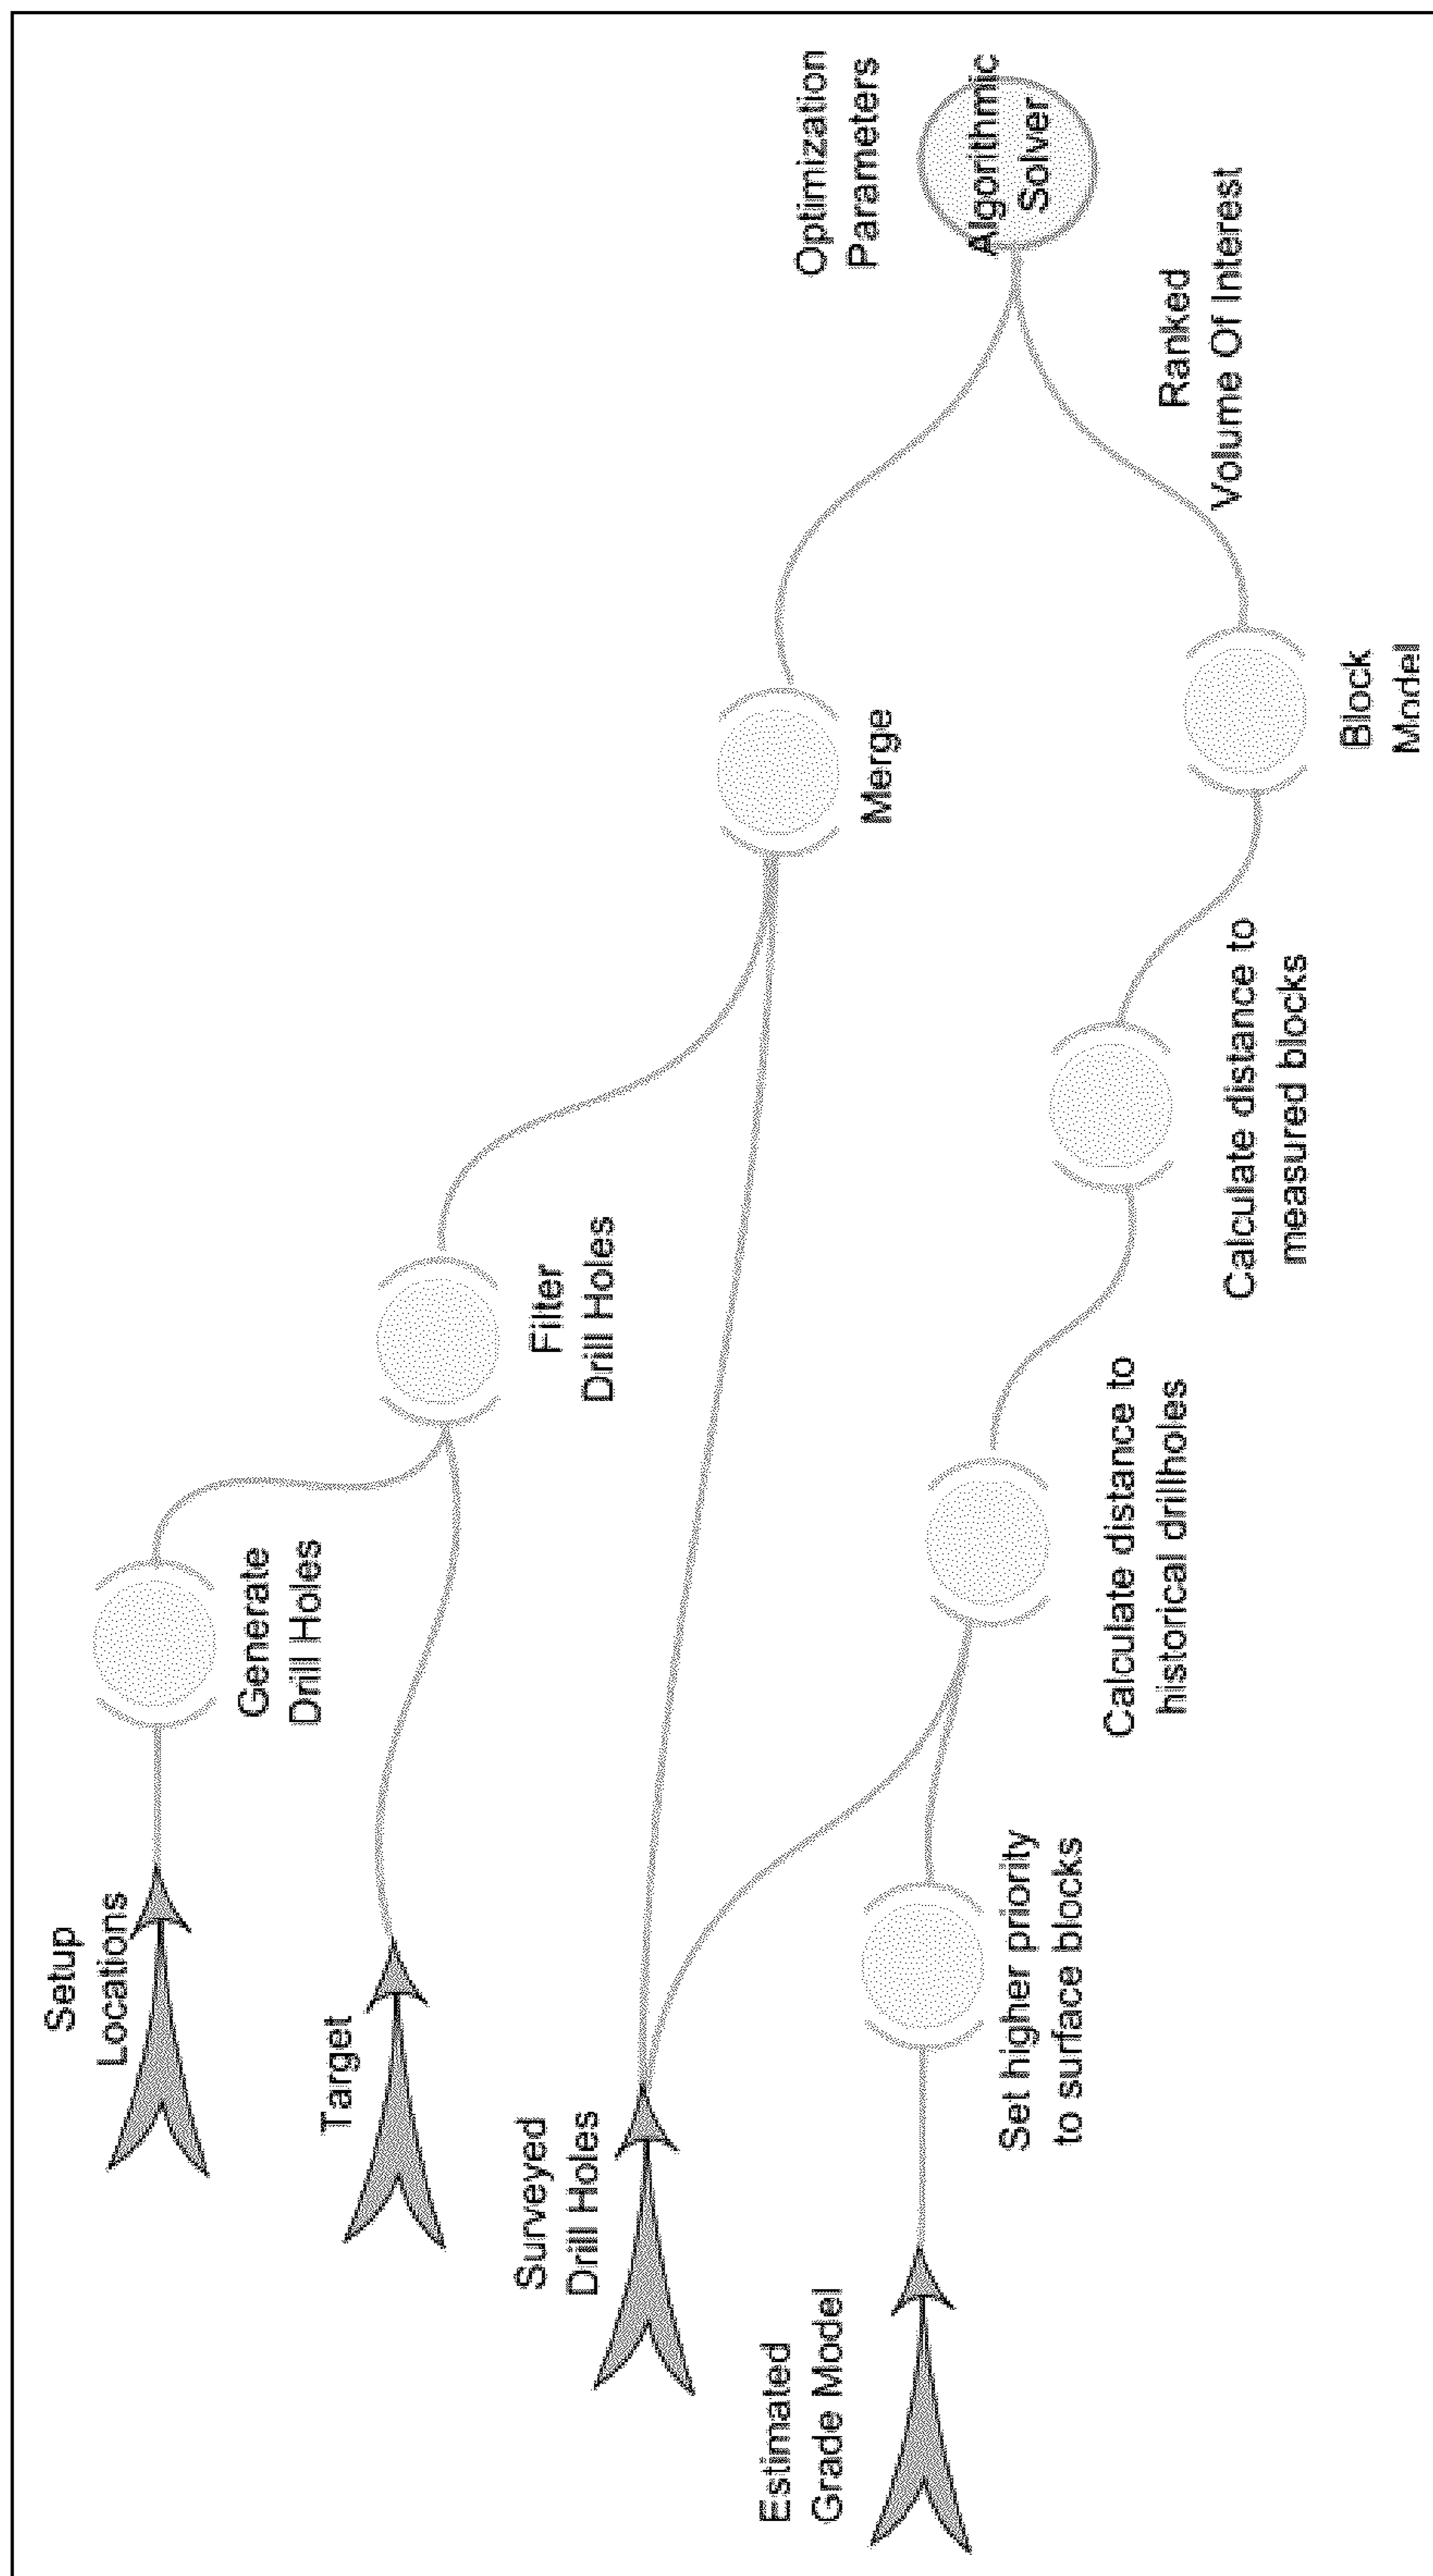 Setup
Locations
Generate
Drill Holes
Target
Filter
Drill Holes
Surveyed
Drill Holes
Merge
Optimization
Parameters
Algorithmic
Solver
Estimated
Grade Model
Set higher priority
to surface blocks
Calculate distance to
historical drillholes
Calculate distance to
measured blocks
Block
Model
Ranked
Volume Of Interest